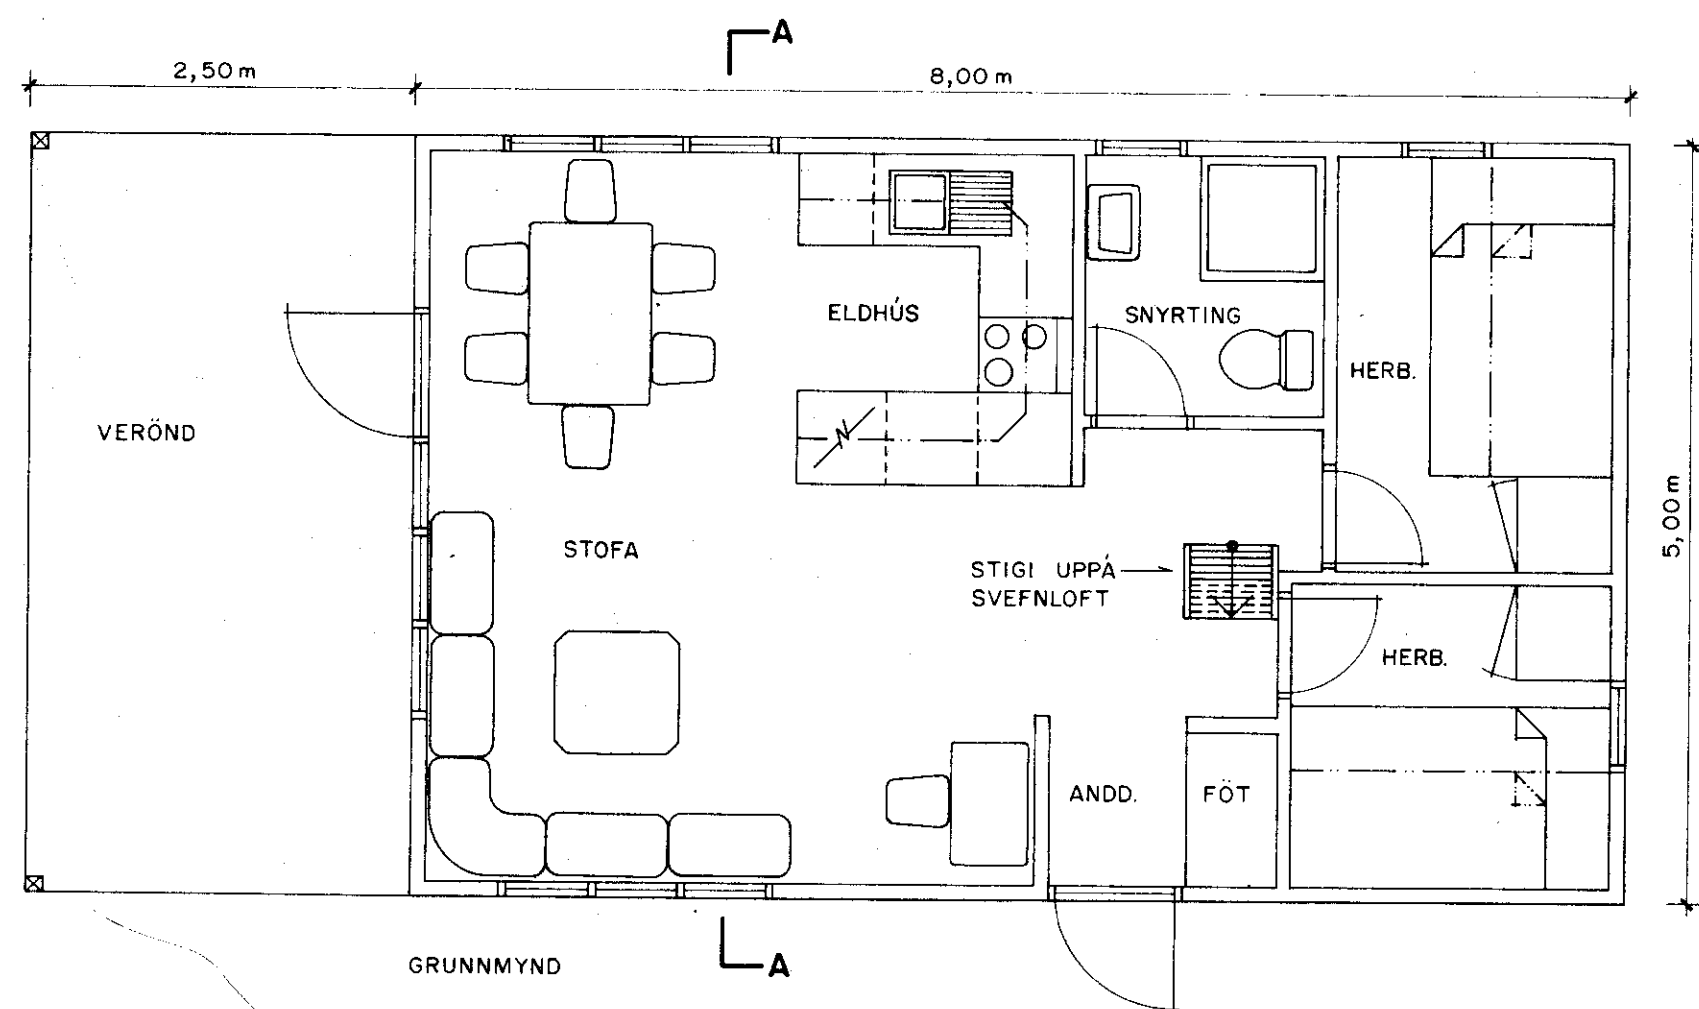 A
2,50 m
8,00 m
ELDHÚS
SNYRTING
HERB.
VERÖND
5,00 m
STOFA
STIGI UPPÁ
SVEFNLOFT
HERB.
ANDD.
FÖT
GRUNNMYND
A